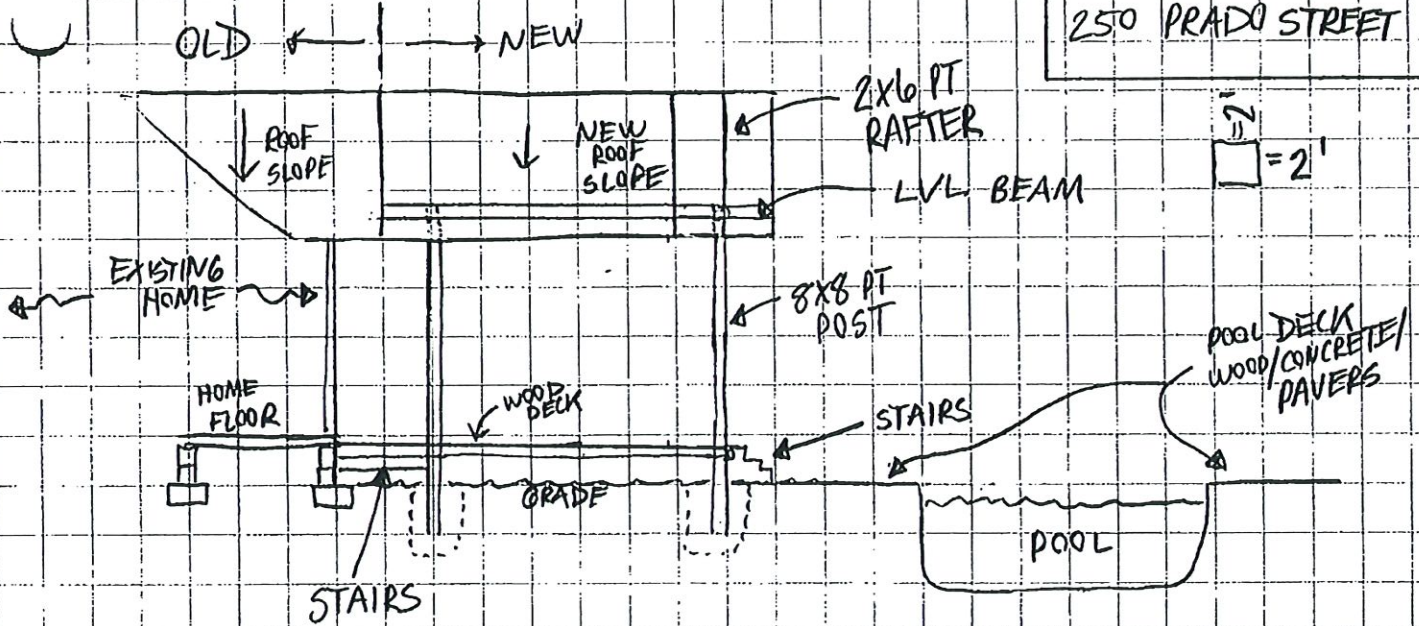 250 PRADO STREET
OLD
NEW
2X6 PT
RAFTER
=2'
=2'
ROOF
SLOPE
NEW
ROOF
SLOPE
LVL BEAM
EXISTING
HOME
8X8 PT
POST
POOL DECK
WOOD/CONCRETE/
PAVERS
HOME
FLOOR
WOOD
DECK
STAIRS
GRADE
POOL
STAIRS